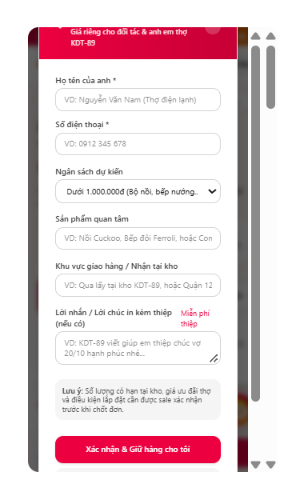 Giá riêng cho đối tác & anh em thợ
KDT-89
Họ tên của anh *
VD: Nguyễn Văn Nam (Thợ điện lạnh)
Số điện thoại *
VD: 0912 345 678
Ngân sách dự kiến
Dưới 1.000.000đ (Bộ nồi, bếp nướng..
Sản phẩm quan tâm
VD: Nồi Cuckoo, Bếp đôi Ferroli, hoặc Con
Khu vực giao hàng / Nhận tại kho
VD: Qua lấy tại kho KDT-89, hoặc Quận 12
Lời nhắn / Lời chúc in kèm thiệp Miễn phí
(nếu có) thiệp
VD: KDT-89 viết giúp em thiệp chúc vợ
20/10 hạnh phúc nhé...
Lưu ý: Số lượng có hạn tại kho, giá ưu đãi thợ
và điều kiện lắp đặt cần được sale xác nhận
trước khi chốt đơn.
Xác nhận & Giữ hàng cho tôi